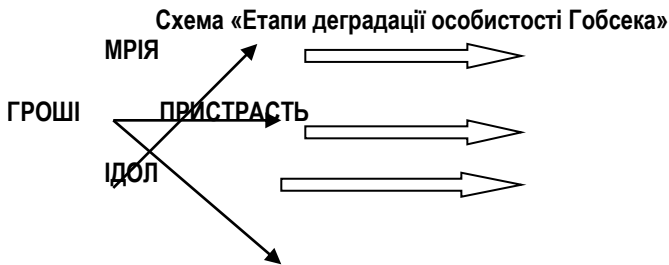 Схема «Етапи деградації особистості Гобсека»
МРІЯ
ГРОШІ ПРИСТРАСТЬ
ІДОЛ